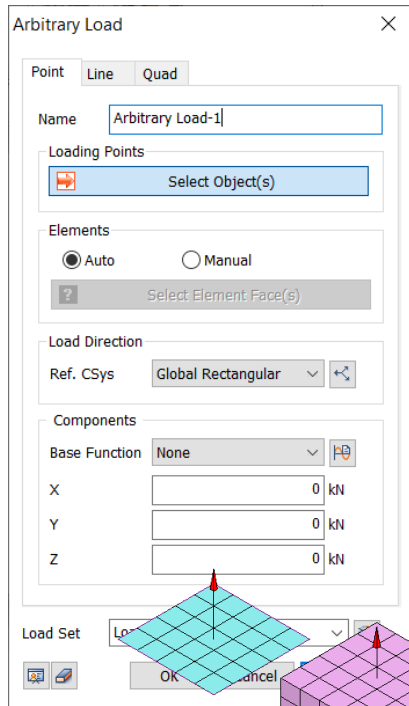 Arbitrary Load
Point Line Quad
Name Arbitrary Load-1
Loading Points
Select Object(s)
Elements
Auto Manual
? Select Element Face(s)
Load Direction
Ref. CSys Global Rectangular
Components
Base Function None
X 0 kN
Y 0 kN
Z 0 kN
Load Set
OK